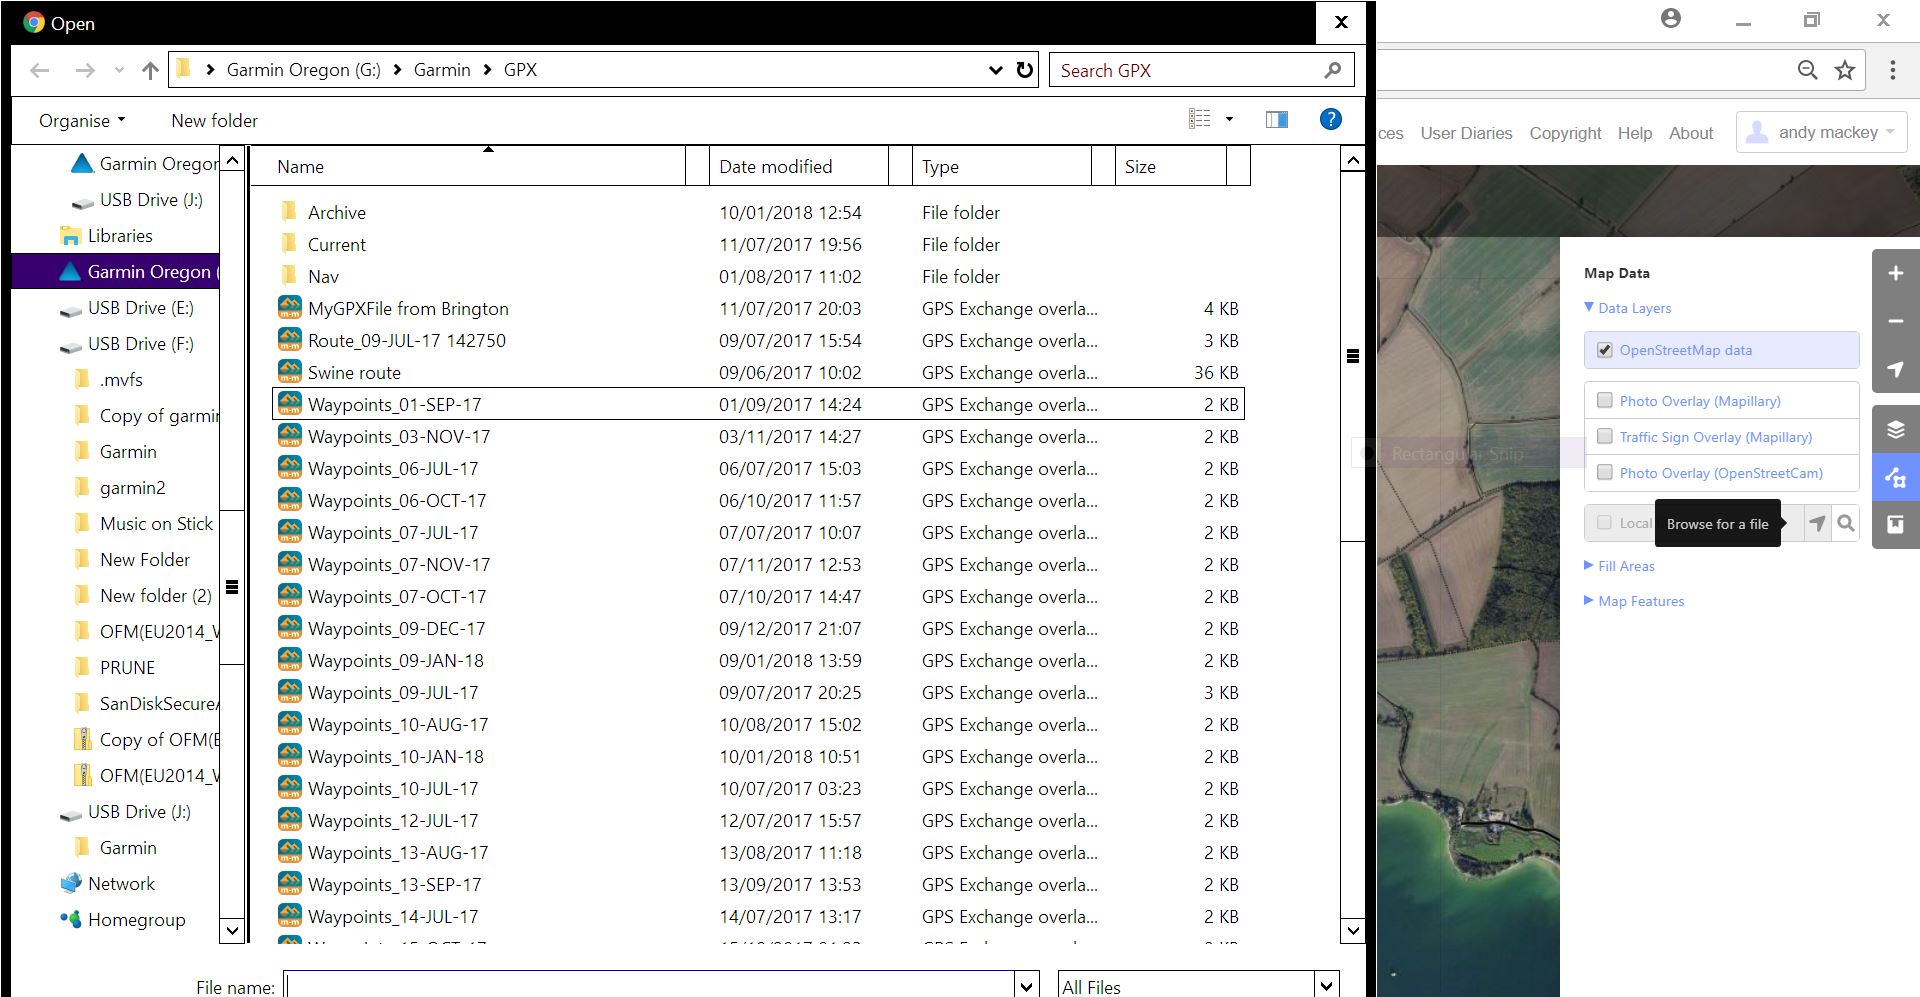 Open
Garmin Oregon (G:) > Garmin > GPX
Search GPX
Organise
New folder
Garmin Oregon
USB Drive (J:)
Libraries
Garmin Oregon (
USB Drive (E:)
USB Drive (F:)
.mvfs
Copy of garmin
Garmin
garmin2
Music on Stick
New Folder
New folder (2)
OFM(EU2014_V
PRUNE
SanDiskSecureA
Copy of OFM(E
OFM(EU2014_V
USB Drive (J:)
Garmin
Network
Homegroup
Name Date modified Type Size
Archive 10/01/2018 12:54 File folder
Current 11/07/2017 19:56 File folder
Nav 01/08/2017 11:02 File folder
MyGPXFile from Brington 11/07/2017 20:03 GPS Exchange overla... 4 KB
Route_09-JUL-17 142750 09/07/2017 15:54 GPS Exchange overla... 3 KB
Swine route 09/06/2017 10:02 GPS Exchange overla... 36 KB
Waypoints_01-SEP-17 01/09/2017 14:24 GPS Exchange overla... 2 KB
Waypoints_03-NOV-17 03/11/2017 14:27 GPS Exchange overla... 2 KB
Waypoints_06-JUL-17 06/07/2017 15:03 GPS Exchange overla... 2 KB
Waypoints_06-OCT-17 06/10/2017 11:57 GPS Exchange overla... 2 KB
Waypoints_07-JUL-17 07/07/2017 10:07 GPS Exchange overla... 2 KB
Waypoints_07-NOV-17 07/11/2017 12:53 GPS Exchange overla... 2 KB
Waypoints_07-OCT-17 07/10/2017 14:47 GPS Exchange overla... 2 KB
Waypoints_09-DEC-17 09/12/2017 21:07 GPS Exchange overla... 2 KB
Waypoints_09-JAN-18 09/01/2018 13:59 GPS Exchange overla... 2 KB
Waypoints_09-JUL-17 09/07/2017 20:25 GPS Exchange overla... 3 KB
Waypoints_10-AUG-17 10/08/2017 15:02 GPS Exchange overla... 2 KB
Waypoints_10-JAN-18 10/01/2018 10:51 GPS Exchange overla... 2 KB
Waypoints_10-JUL-17 10/07/2017 03:23 GPS Exchange overla... 2 KB
Waypoints_12-JUL-17 12/07/2017 15:57 GPS Exchange overla... 2 KB
Waypoints_13-AUG-17 13/08/2017 11:18 GPS Exchange overla... 2 KB
Waypoints_13-SEP-17 13/09/2017 13:53 GPS Exchange overla... 2 KB
Waypoints_14-JUL-17 14/07/2017 13:17 GPS Exchange overla... 2 KB
File name:
All Files
ces User Diaries Copyright Help About andy mackey
Map Data
Data Layers
OpenStreetMap data
Photo Overlay (Mapillary)
Traffic Sign Overlay (Mapillary)
Photo Overlay (OpenStreetCam)
Local
Browse for a file
Fill Areas
Map Features
Rectangular Snip